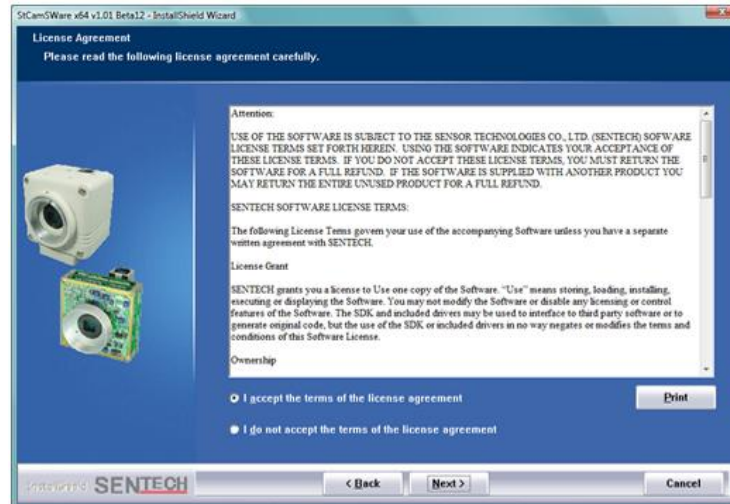 StCamSWare x64 v1.01 Beta12 - InstallShield Wizard
License Agreement
Please read the following license agreement carefully.
Attention:
USE OF THE SOFTWARE IS SUBJECT TO THE SENSOR TECHNOLOGIES CO., LTD. (SENTECH) SOFWARE
LICENSE TERMS SET FORTH HEREIN. USING THE SOFTWARE INDICATES YOUR ACCEPTANCE OF
THESE LICENSE TERMS. IF YOU DO NOT ACCEPT THESE LICENSE TERMS, YOU MUST RETURN THE
SOFTWARE FOR A FULL REFUND. IF THE SOFTWARE IS SUPPLIED WITH ANOTHER PRODUCT YOU
MAY RETURN THE ENTIRE UNUSED PRODUCT FOR A FULL REFUND.
SENTECH SOFTWARE LICENSE TERMS:
The following License Terms govern your use of the accompanying Software unless you have a separate
written agreement with SENTECH.
License Grant
SENTECH grants you a license to Use one copy of the Software. "Use" means storing, loading, installing,
executing or displaying the Software. You may not modify the Software or disable any licensing or control
features of the Software. The SDK and included drivers may be used to interface to third party software or to
generate original code, but the use of the SDK or included drivers in no way negates or modifies the terms and
conditions of this Software License.
Ownership
I accept the terms of the license agreement
Print
I do not accept the terms of the license agreement
InstallShield SENTECH
< Back Next > Cancel